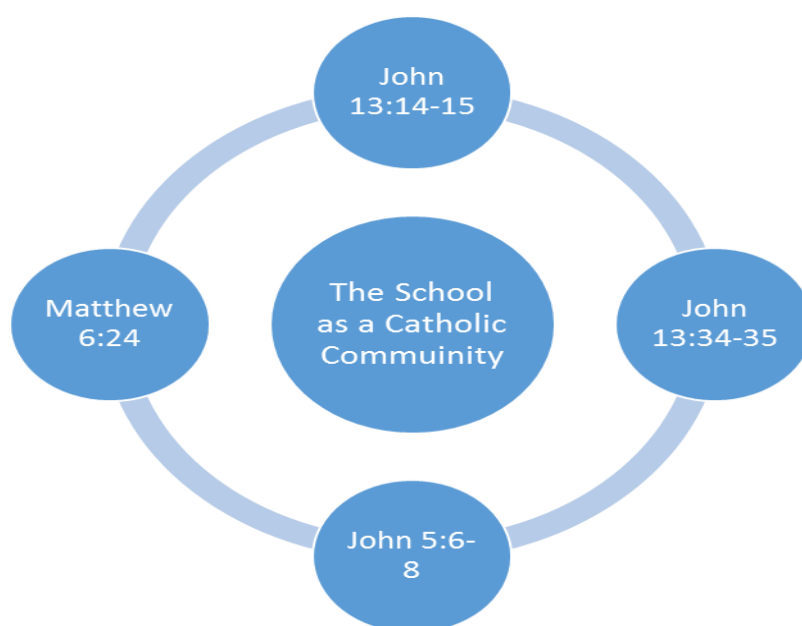 John
13:14-15
Matthew
6:24
The School
as a Catholic
Commuinity
John
13:34-35
John 5:6-
8